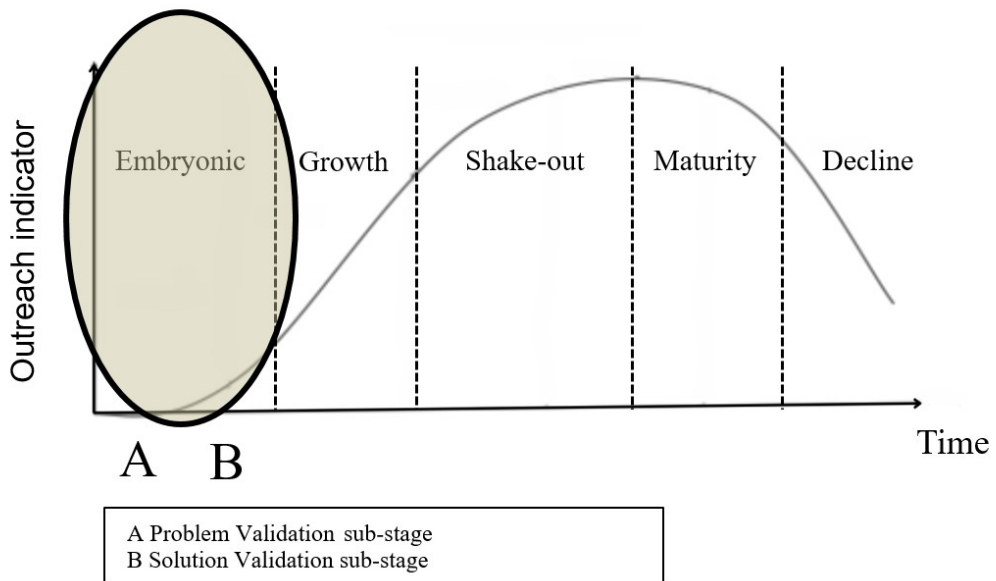 Outreach indicator
Embryonic
Growth
Shake-out
Maturity
Decline
Time
A
B
A Problem Validation sub-stage
B Solution Validation sub-stage